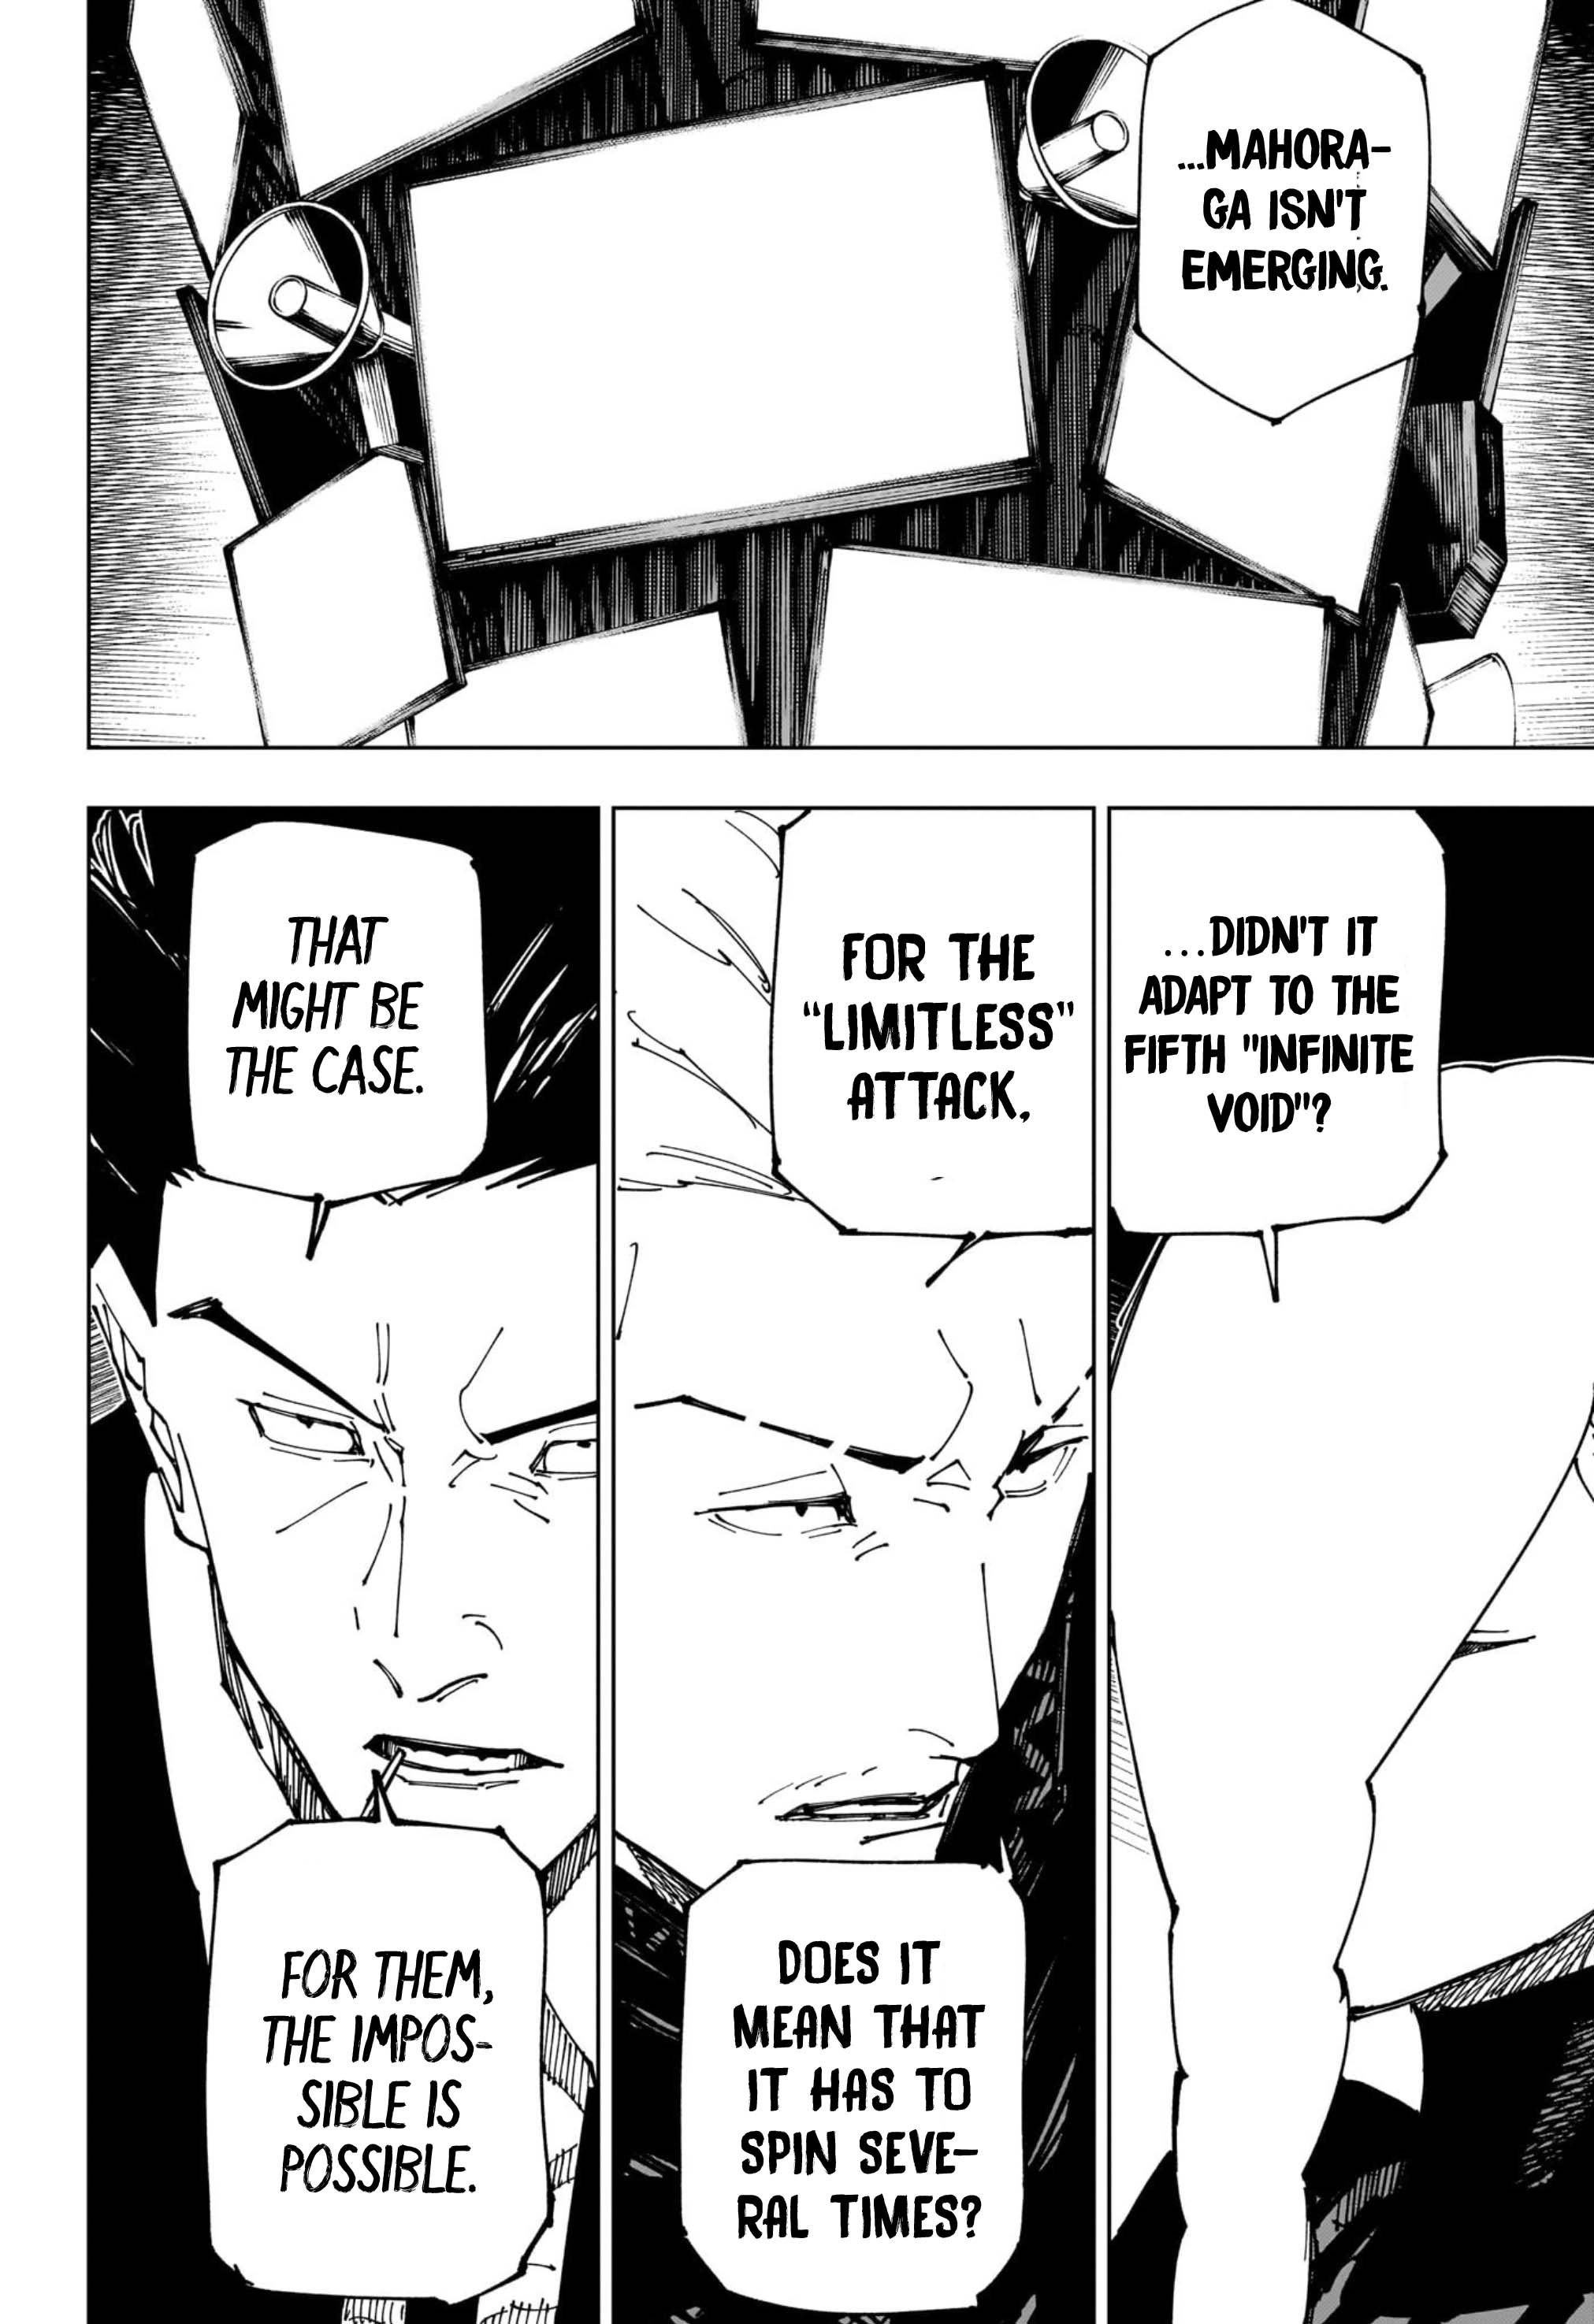 ...MAHORA-
GA ISN'T
EMERGING.
...DIDN'T IT
ADAPT TO THE
FIFTH "INFINITE
VOID"?
FOR THE
“LIMITLESS”
ATTACK,
DOES IT
MEAN THAT
IT HAS TO
SPIN SEVE-
RAL TIMES?
THAT
MIGHT BE
THE CASE.
FOR THEM,
THE IMPOS-
SIBLE IS
POSSIBLE.